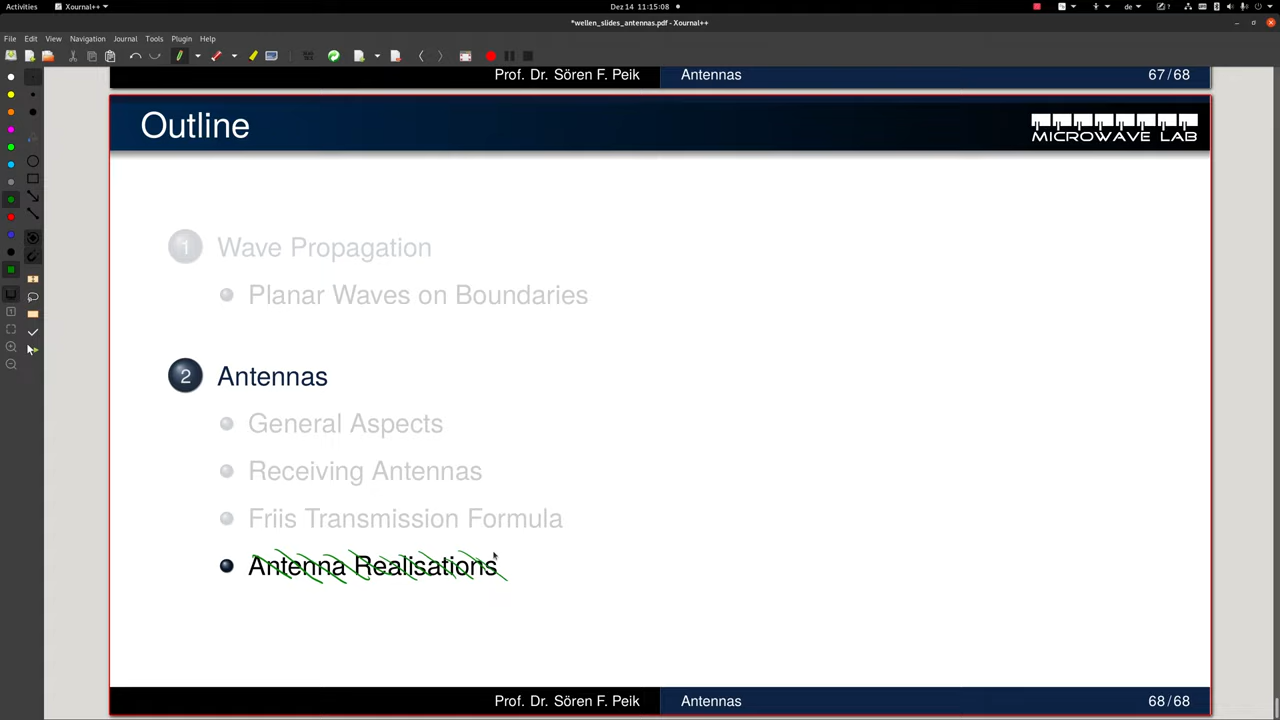 Activities Xournal++ Dez 14 11:15:08 de ?
*wellen_slides_antennas.pdf - Xournal++
File Edit View Navigation Journal Tools Plugin Help
Prof. Dr. Sören F. Peik Antennas 67/68
Outline
MICROWAVE LAB
1 Wave Propagation
Planar Waves on Boundaries
2 Antennas
General Aspects
Receiving Antennas
Friis Transmission Formula
Antenna Realisations
Prof. Dr. Sören F. Peik Antennas 68/68